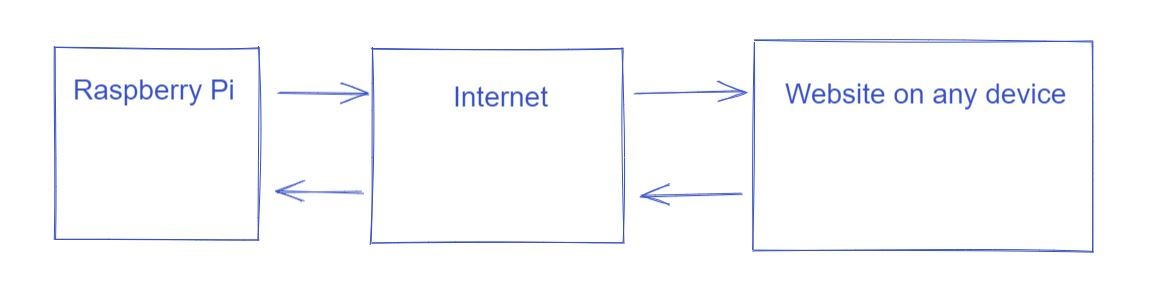 Raspberry Pi
Internet
Website on any device